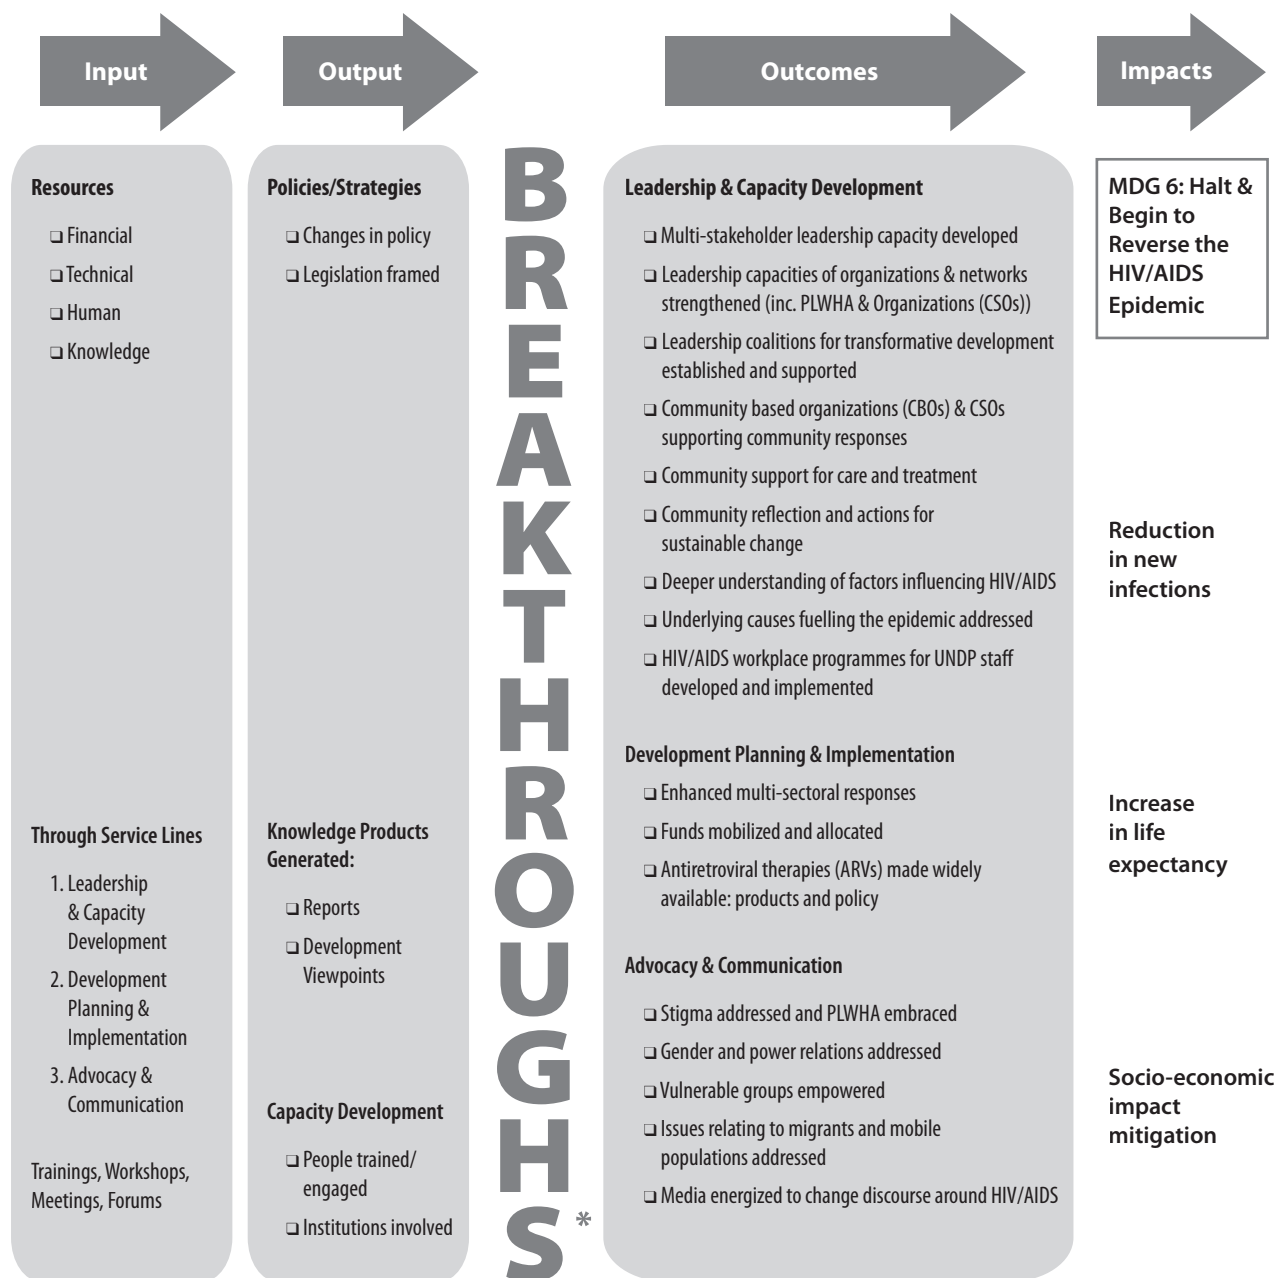 Input
Output
Outcomes
Impacts
Resources
❑ Financial
❑ Technical
❑ Human
❑ Knowledge
Through Service Lines
1. Leadership
& Capacity
Development
2. Development
Planning &
Implementation
3. Advocacy &
Communication
Trainings, Workshops,
Meetings, Forums
Policies/Strategies
❑ Changes in policy
❑ Legislation framed
Knowledge Products
Generated:
❑ Reports
❑ Development
Viewpoints
Capacity Development
❑ People trained/
engaged
❑ Institutions involved
BREAKTHROUGHS*
Leadership & Capacity Development
❑ Multi-stakeholder leadership capacity developed
❑ Leadership capacities of organizations & networks
strengthened (inc. PLWHA & Organizations (CSOs))
❑ Leadership coalitions for transformative development
established and supported
❑ Community based organizations (CBOs) & CSOs
supporting community responses
❑ Community support for care and treatment
❑ Community reflection and actions for
sustainable change
❑ Deeper understanding of factors influencing HIV/AIDS
❑ Underlying causes fuelling the epidemic addressed
❑ HIV/AIDS workplace programmes for UNDP staff
developed and implemented
Development Planning & Implementation
❑ Enhanced multi-sectoral responses
❑ Funds mobilized and allocated
❑ Antiretroviral therapies (ARVs) made widely
available: products and policy
Advocacy & Communication
❑ Stigma addressed and PLWHA embraced
❑ Gender and power relations addressed
❑ Vulnerable groups empowered
❑ Issues relating to migrants and mobile
populations addressed
❑ Media energized to change discourse around HIV/AIDS
MDG 6: Halt &
Begin to
Reverse the
HIV/AIDS
Epidemic
Reduction
in new
infections
Increase
in life
expectancy
Socio-economic
impact
mitigation